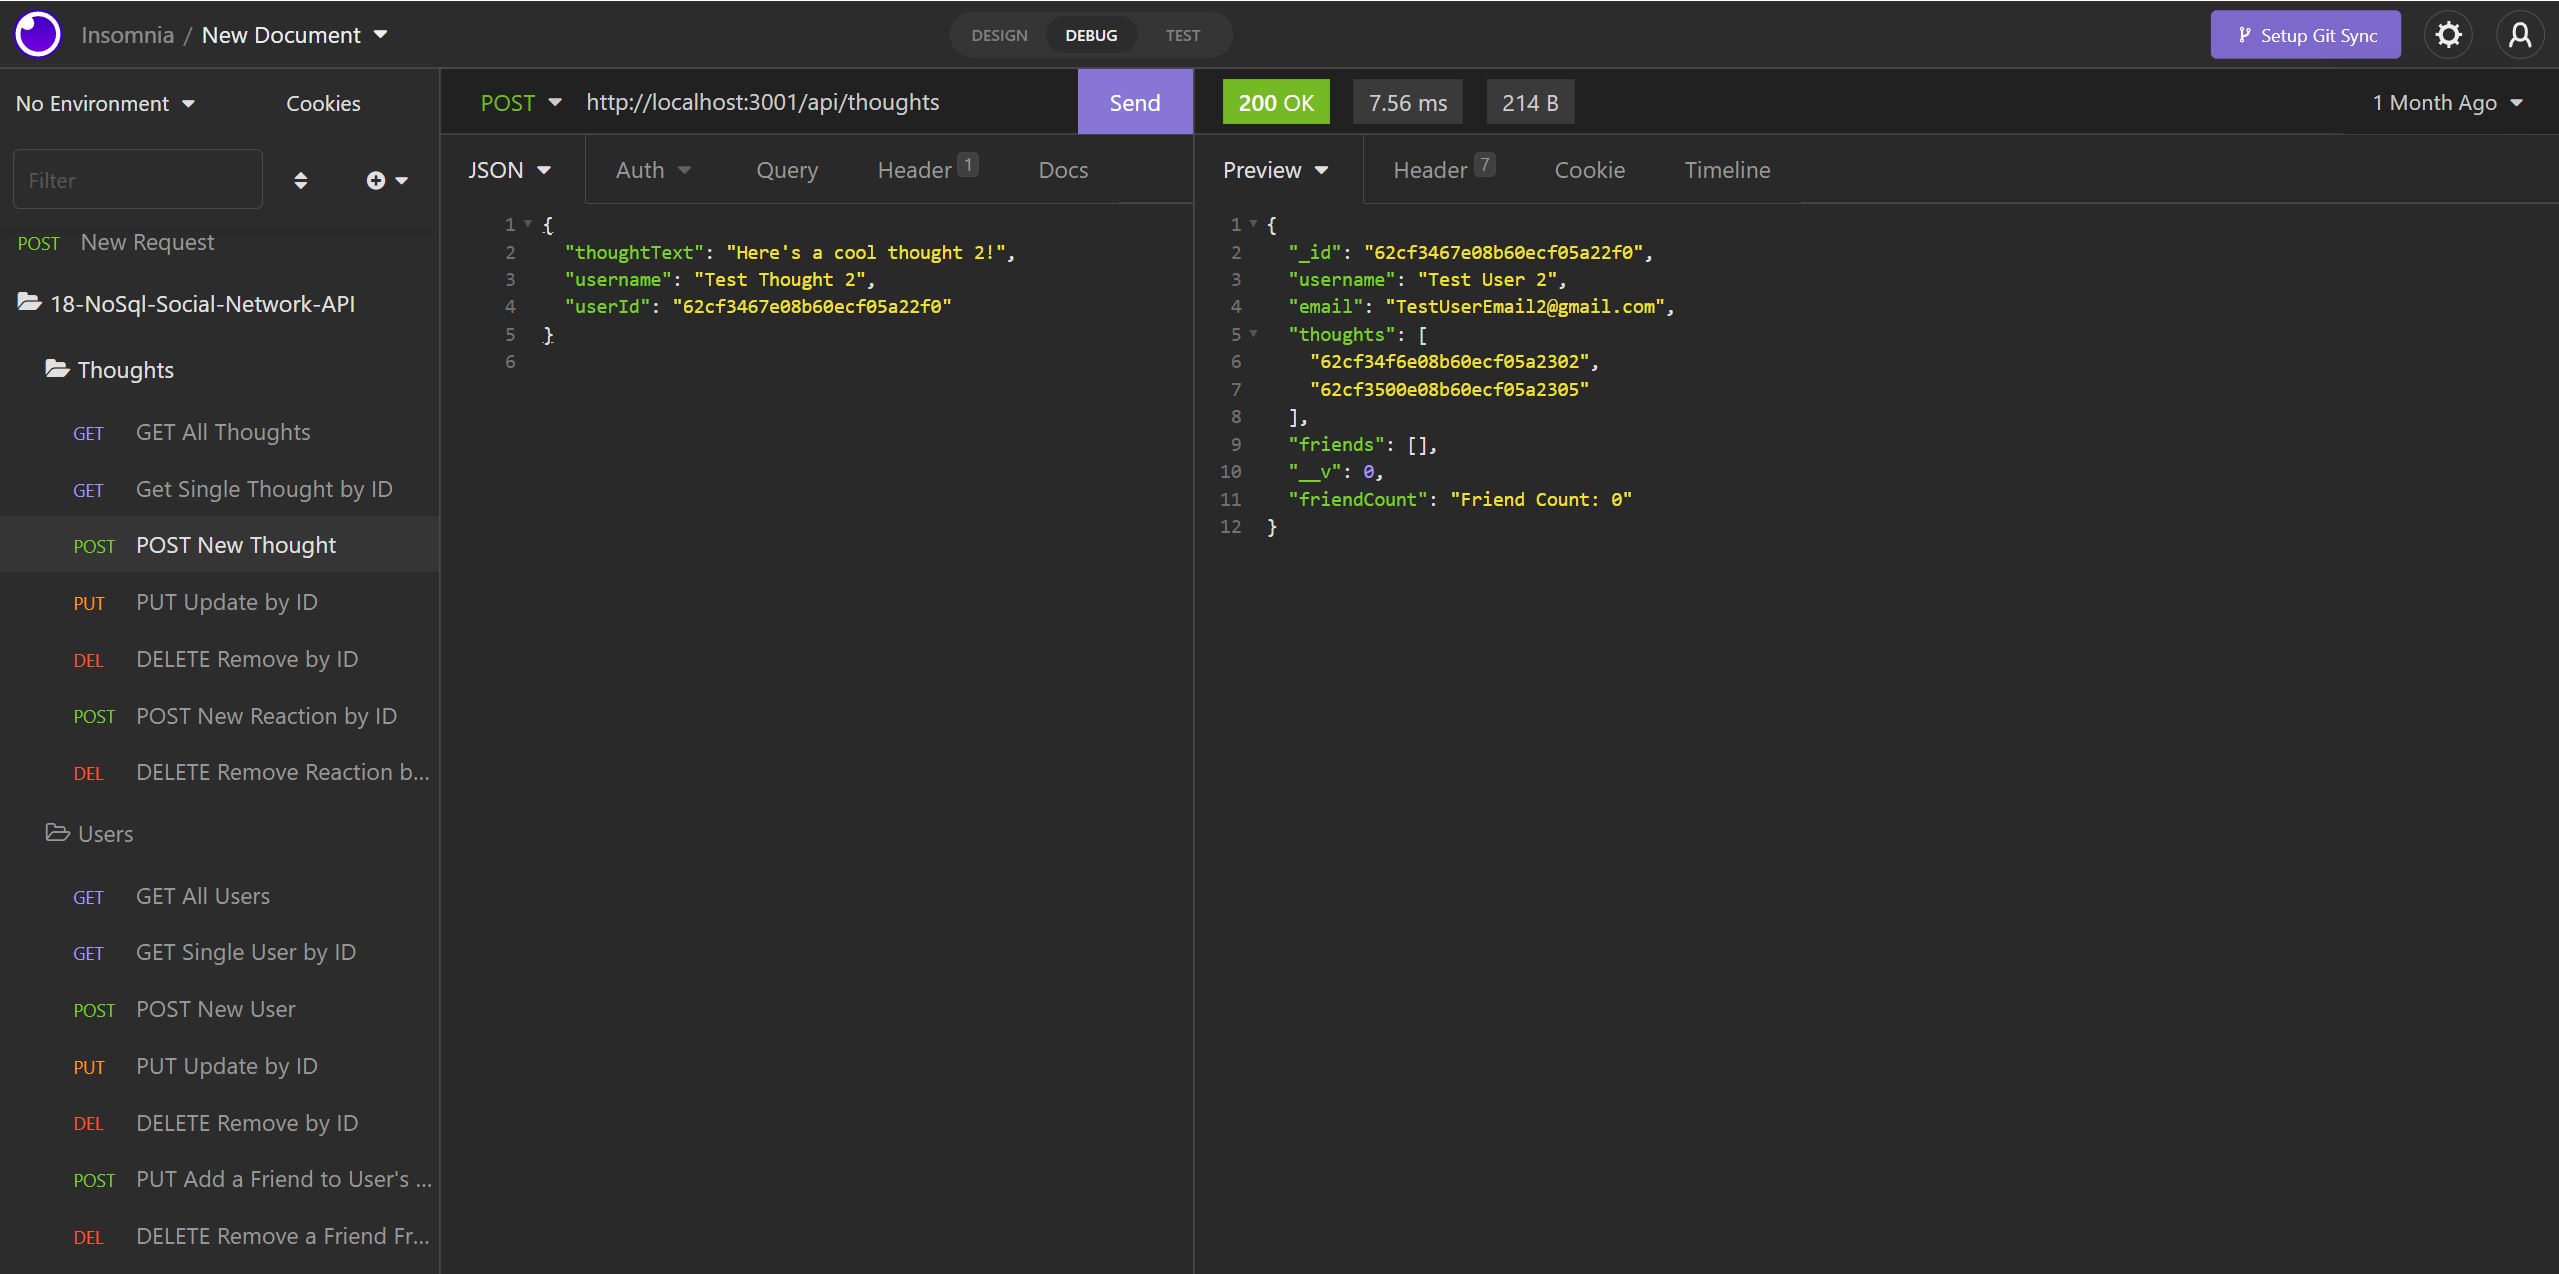 Insomnia / New Document
DESIGN DEBUG TEST
Setup Git Sync
No Environment Cookies
Filter
POST New Request
18-NoSql-Social-Network-API
Thoughts
GET GET All Thoughts
GET Get Single Thought by ID
POST POST New Thought
PUT PUT Update by ID
DEL DELETE Remove by ID
POST POST New Reaction by ID
DEL DELETE Remove Reaction b...
Users
GET GET All Users
GET GET Single User by ID
POST POST New User
PUT PUT Update by ID
DEL DELETE Remove by ID
POST PUT Add a Friend to User's ...
DEL DELETE Remove a Friend Fr...
POST http://localhost:3001/api/thoughts Send
JSON Auth Query Header 1 Docs
1 {
2 "thoughtText": "Here's a cool thought 2!",
3 "username": "Test Thought 2",
4 "userId": "62cf3467e08b60ecf05a22f0"
5 }
6
200 OK 7.56 ms 214 B 1 Month Ago
Preview Header 7 Cookie Timeline
1 {
2 "_id": "62cf3467e08b60ecf05a22f0",
3 "username": "Test User 2",
4 "email": "TestUserEmail2@gmail.com",
5 "thoughts": [
6 "62cf34f6e08b60ecf05a2302",
7 "62cf3500e08b60ecf05a2305"
8 ],
9 "friends": [],
10 "__v": 0,
11 "friendCount": "Friend Count: 0"
12 }